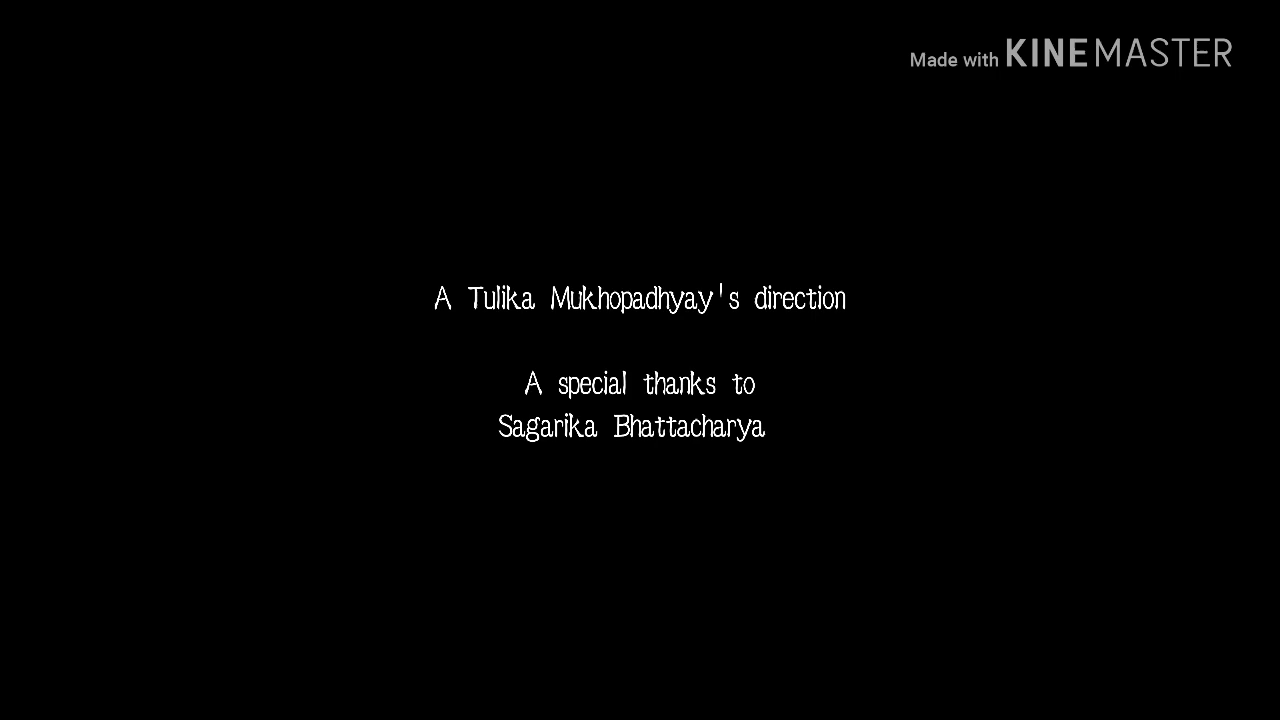 Made with KINEMASTER
A Tulika Mukhopadhyay's direction
A special thanks to
Sagarika Bhattacharya